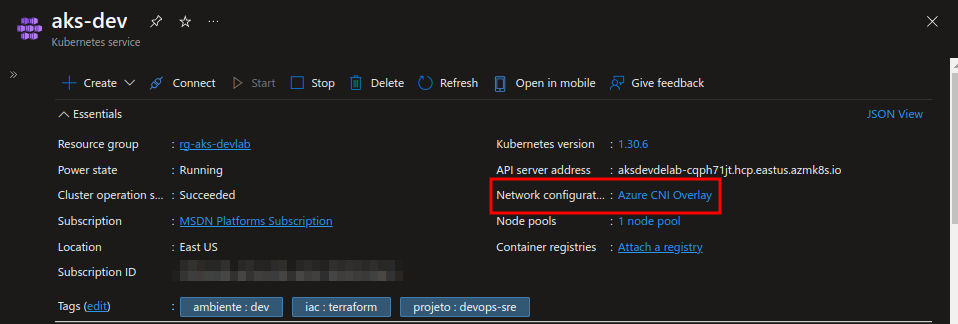 aks-dev
Kubernetes service
Create Connect Start Stop Delete Refresh Open in mobile Give feedback
Essentials JSON View
Resource group : rg-aks-devlab
Power state : Running
Cluster operation s... : Succeeded
Subscription : MSDN Platforms Subscription
Location : East US
Subscription ID :
Kubernetes version : 1.30.6
API server address : aksdevdelab-cqph71jt.hcp.eastus.azmk8s.io
Network configurat... : Azure CNI Overlay
Node pools : 1 node pool
Container registries : Attach a registry
Tags (edit) : ambiente : dev iac : terraform projeto : devops-sre